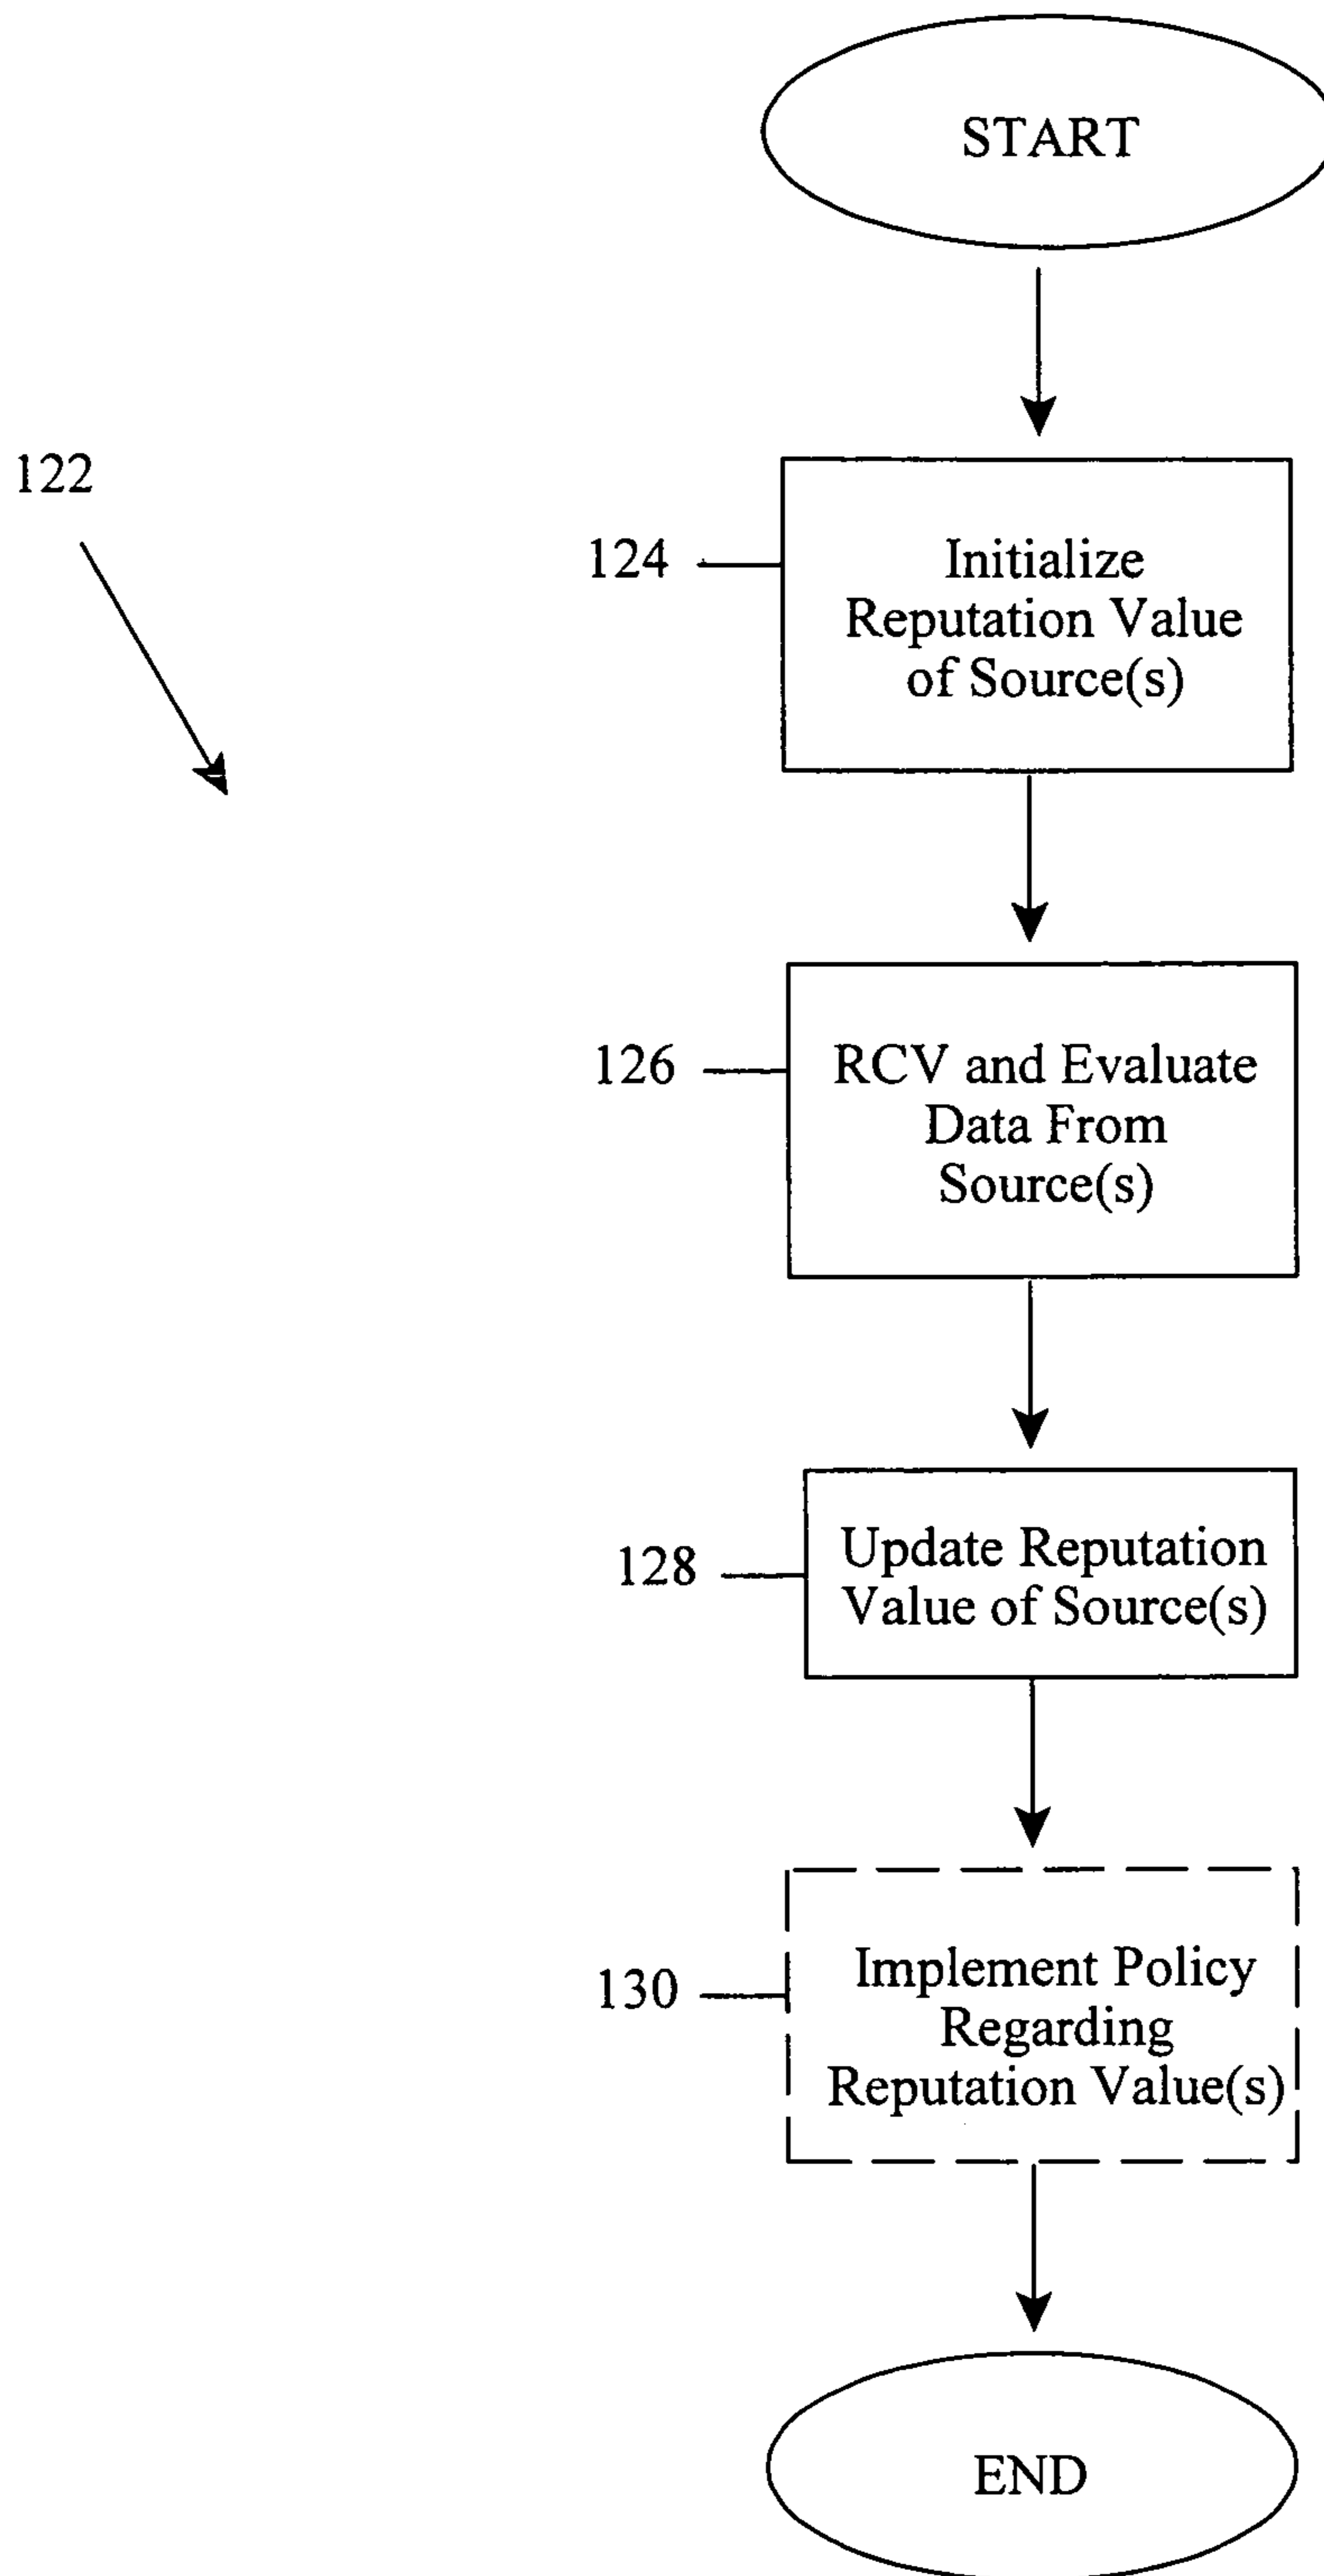 START
122
124
Initialize
Reputation Value
of Source(s)
126
RCV and Evaluate
Data From
Source(s)
128
Update Reputation
Value of Source(s)
130
Implement Policy
Regarding
Reputation Value(s)
END